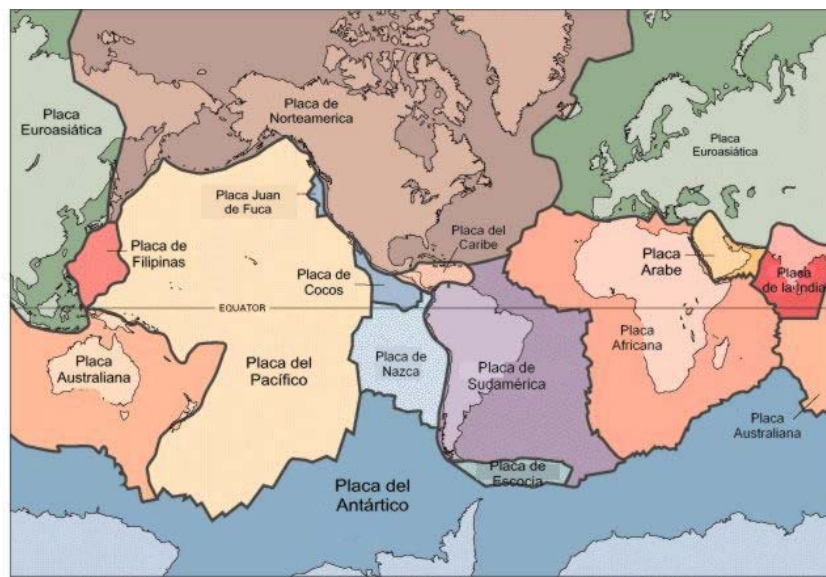 Placa
Euroasiática
Placa de
Norteamerica
Placa
Euroasiática
Placa Juan
de Fuca
Placa de
Filipinas
Placa del
Caribe
Placa
Arabe
Placa
de la India
Placa de
Cocos
EQUATOR
Placa
Australiana
Placa del
Pacífico
Placa de
Nazca
Placa de
Sudamérica
Placa
Africana
Placa
Australiana
Placa de
Escocia
Placa del
Antártico